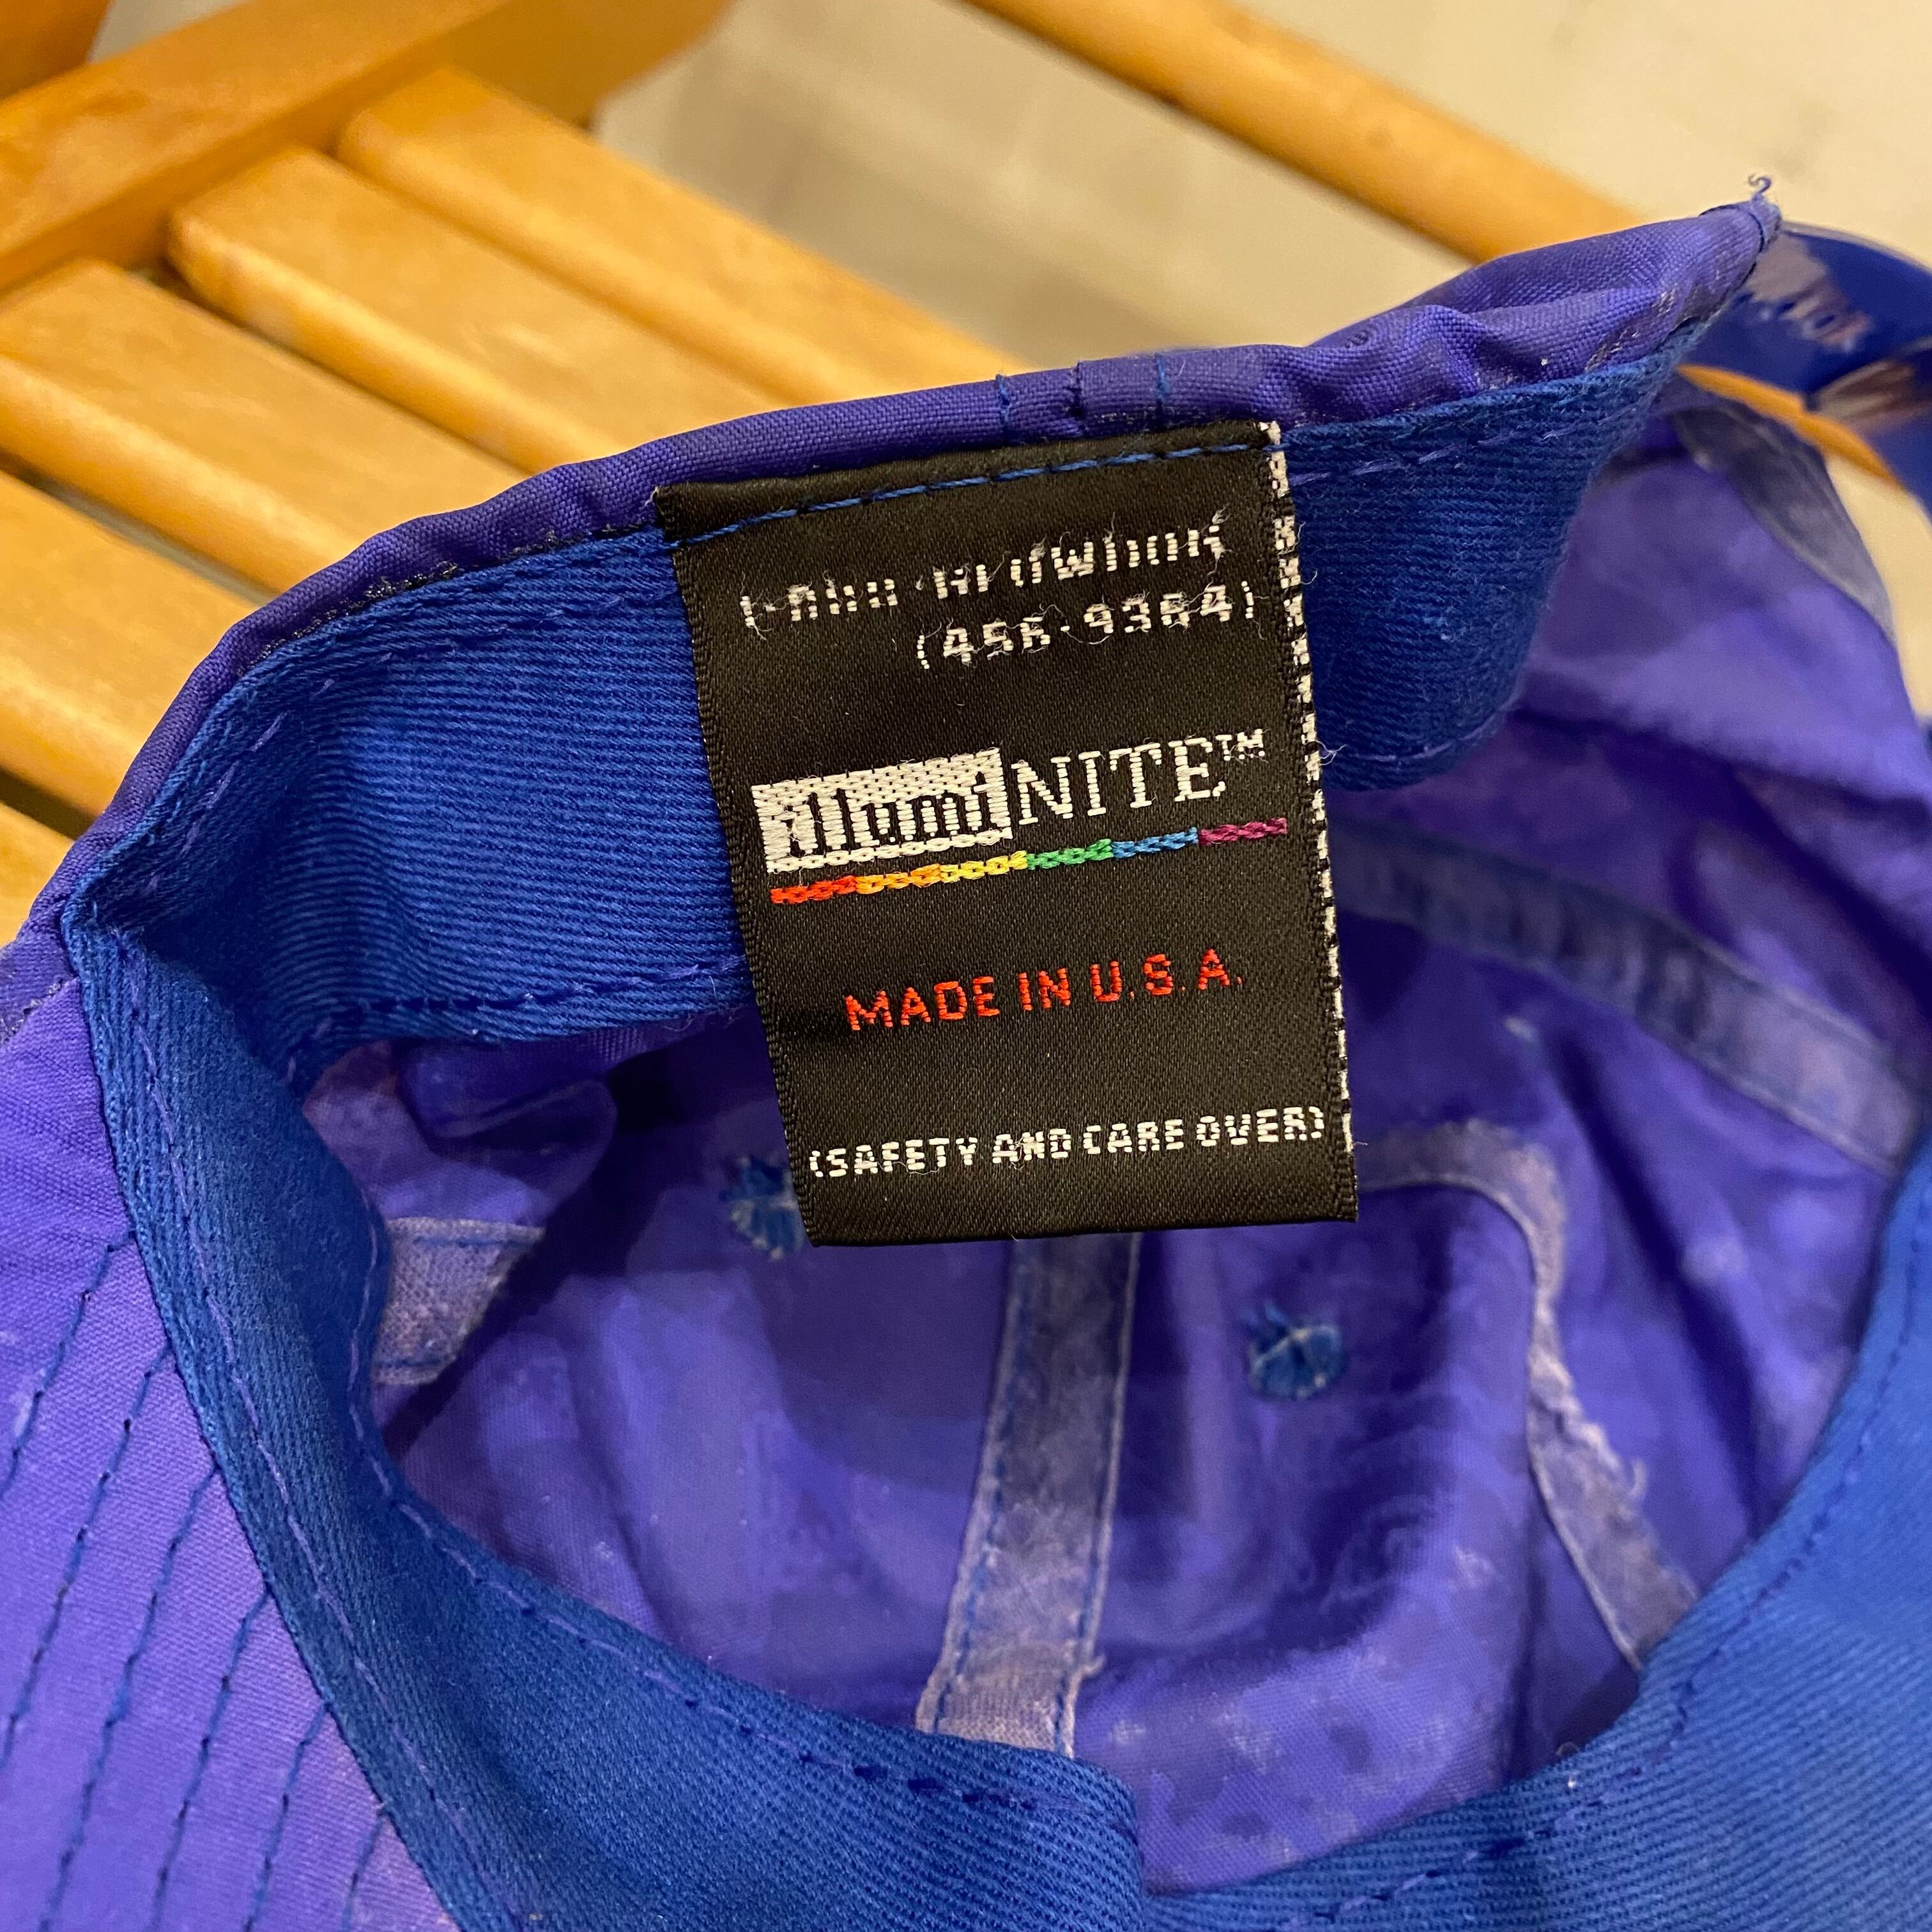 (456-9364)
illumiNITE™
MADE IN U.S.A.
(SAFETY AND CARE OVER)